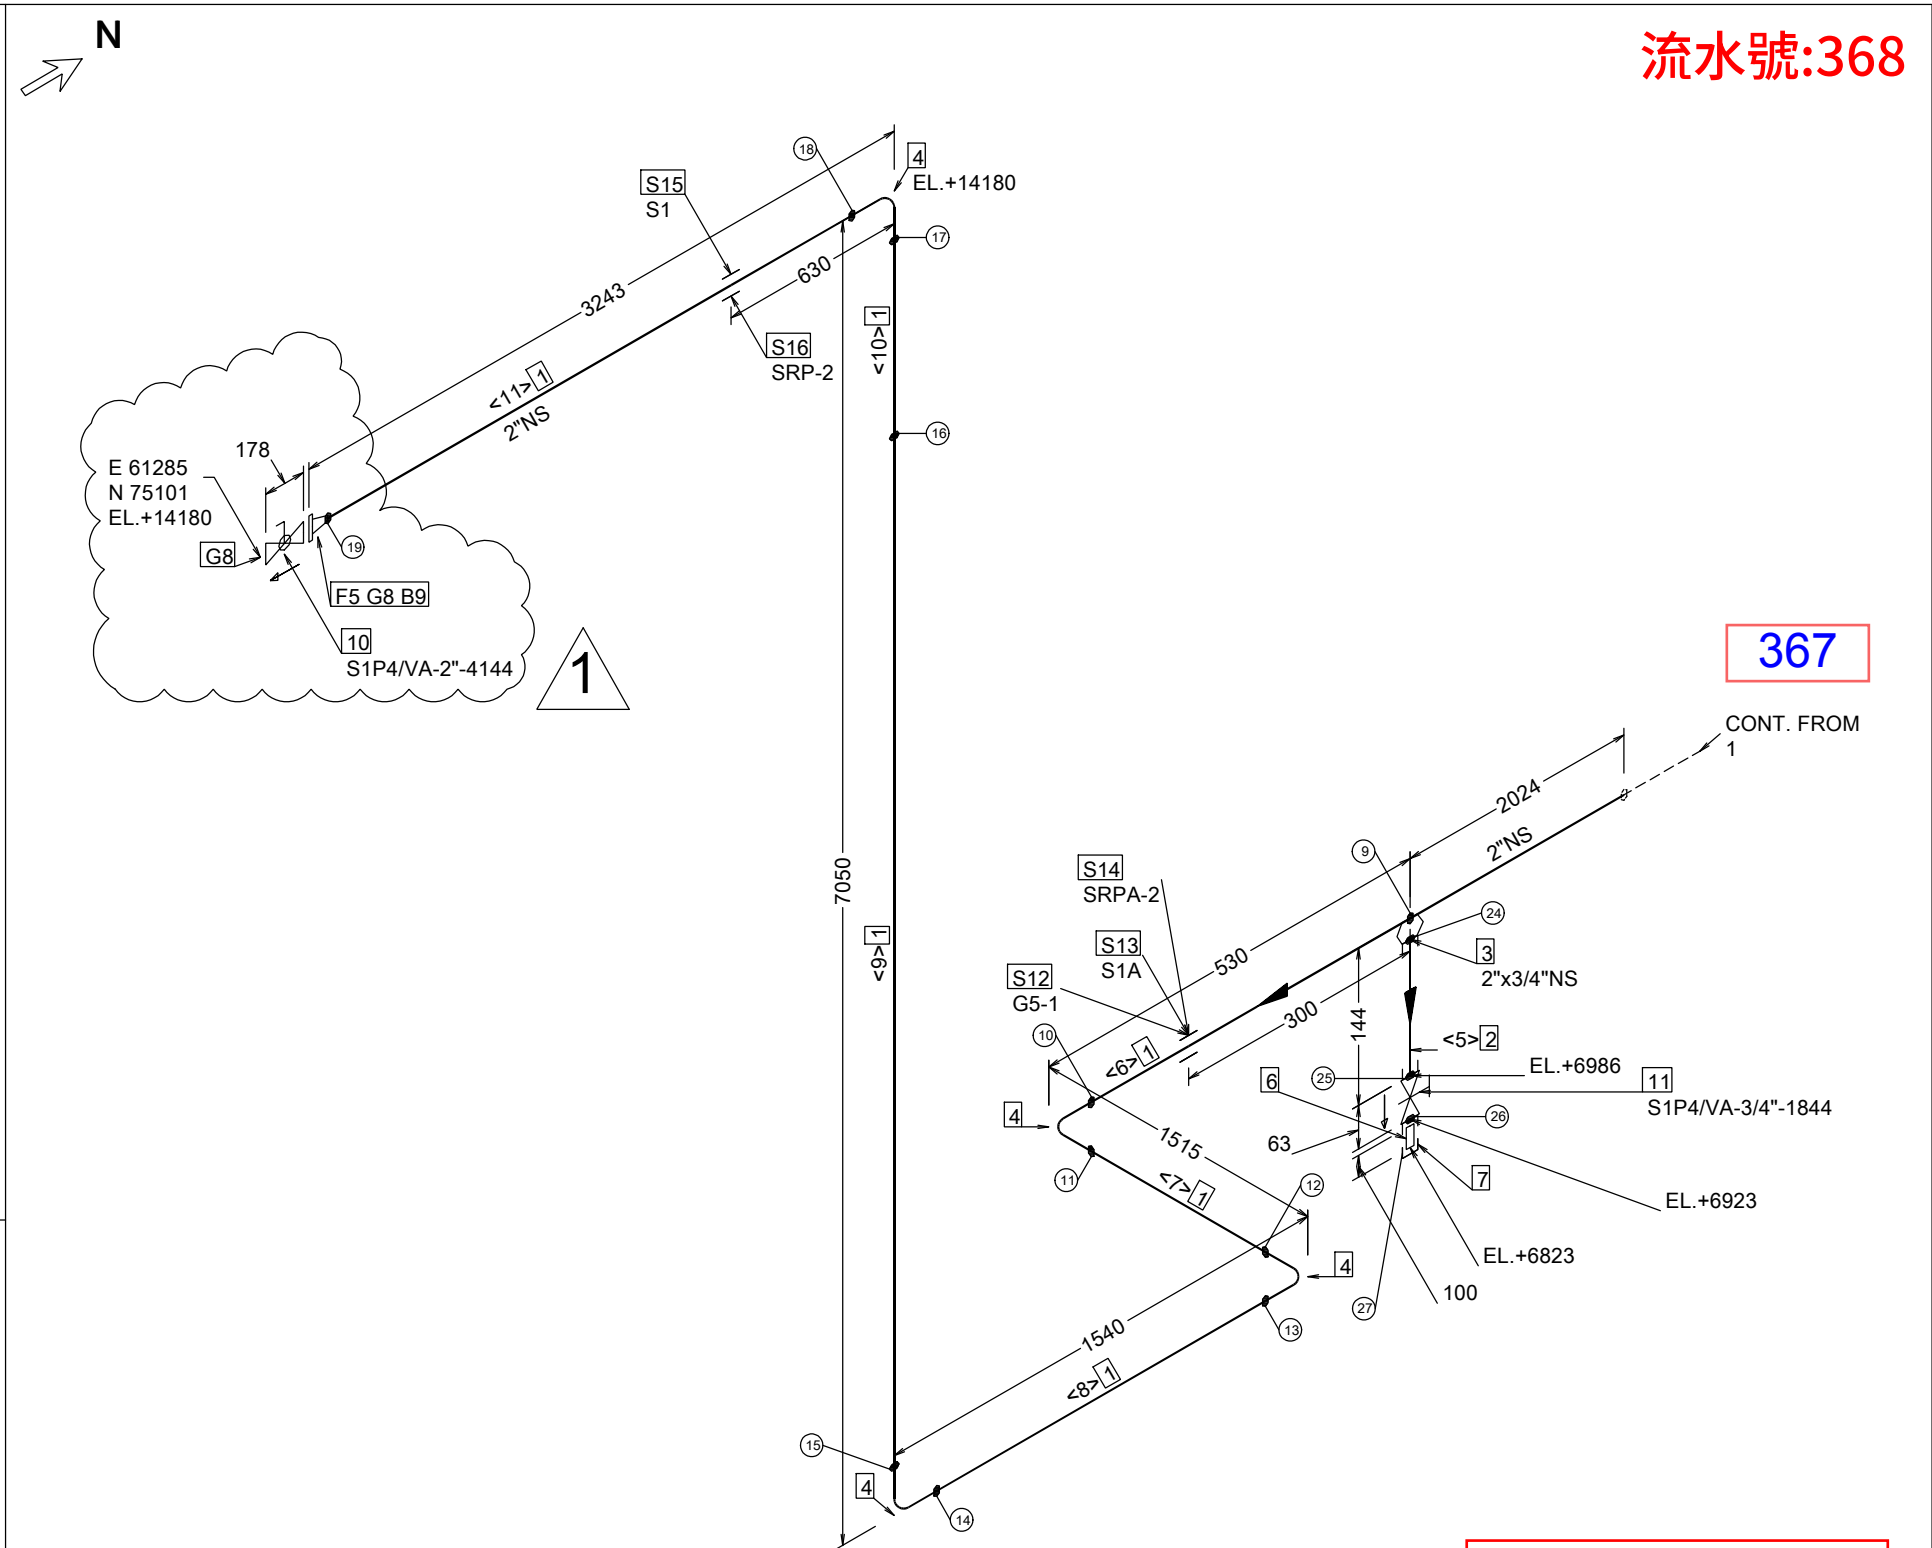 N
流水號:368
18
4
EL.+14180
S15
S1
17
630
3243
<10> 1
S16
SRP-2
<11> 1
2"NS
16
178
E 61285
N 75101
EL.+14180
G8
19
F5 G8 B9
10
S1P4/VA-2"-4144
1
367
CONT. FROM
1
2024
2"NS
9
7050
S14
SRPA-2
24
3
2"x3/4"NS
<9> 1
S13
S1A
530
S12
G5-1
300
144
10
<5> 2
<6> 1
EL.+6986
6
25
11
S1P4/VA-3/4"-1844
4
26
1515
63
11
<7> 1
12
7
EL.+6923
EL.+6823
4
100
27
13
1540
<8> 1
15
4
14